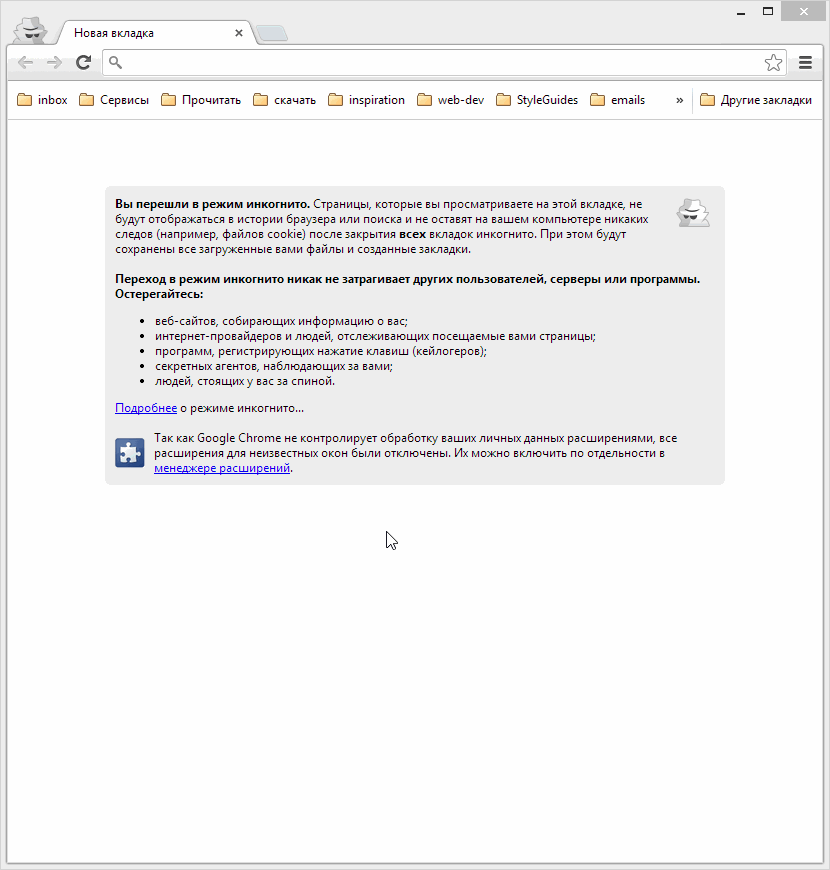 Новая вкладка
inbox Сервисы Прочитать скачать inspiration web-dev StyleGuides emails » Другие закладки
Вы перешли в режим инкогнито. Страницы, которые вы просматриваете на этой вкладке, не
будут отображаться в истории браузера или поиска и не оставят на вашем компьютере никаких
следов (например, файлов cookie) после закрытия всех вкладок инкогнито. При этом будут
сохранены все загруженные вами файлы и созданные закладки.
Переход в режим инкогнито никак не затрагивает других пользователей, серверы или программы.
Остерегайтесь:
• веб-сайтов, собирающих информацию о вас;
• интернет-провайдеров и людей, отслеживающих посещаемые вами страницы;
• программ, регистрирующих нажатие клавиш (кейлогеров);
• секретных агентов, наблюдающих за вами;
• людей, стоящих у вас за спиной.
Подробнее о режиме инкогнито...
Так как Google Chrome не контролирует обработку ваших личных данных расширениями, все
расширения для неизвестных окон были отключены. Их можно включить по отдельности в
менеджере расширений.